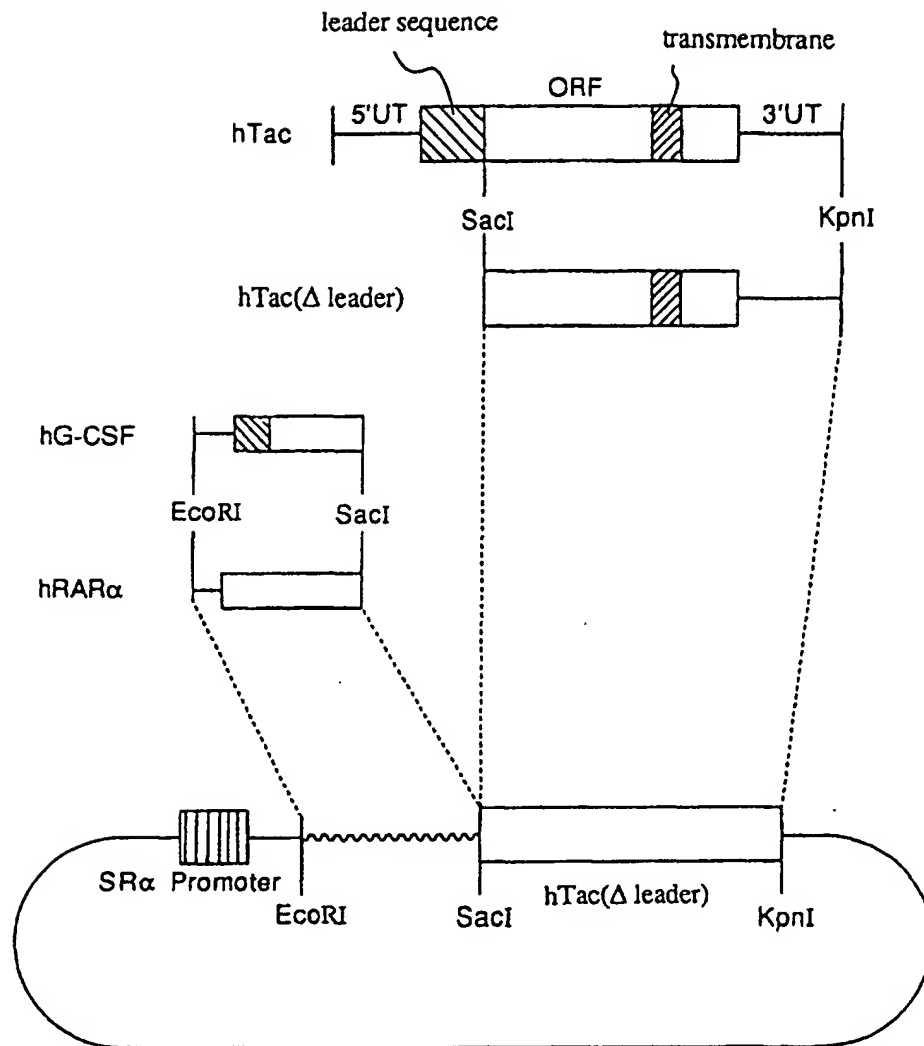 leader sequence
transmembrane
ORF
5'UT
3'UT
hTac
SacI
KpnI
hTac(Δ leader)
hG-CSF
EcoRI
SacI
hRARα
SRα Promoter
EcoRI
SacI
hTac(Δ leader)
KpnI